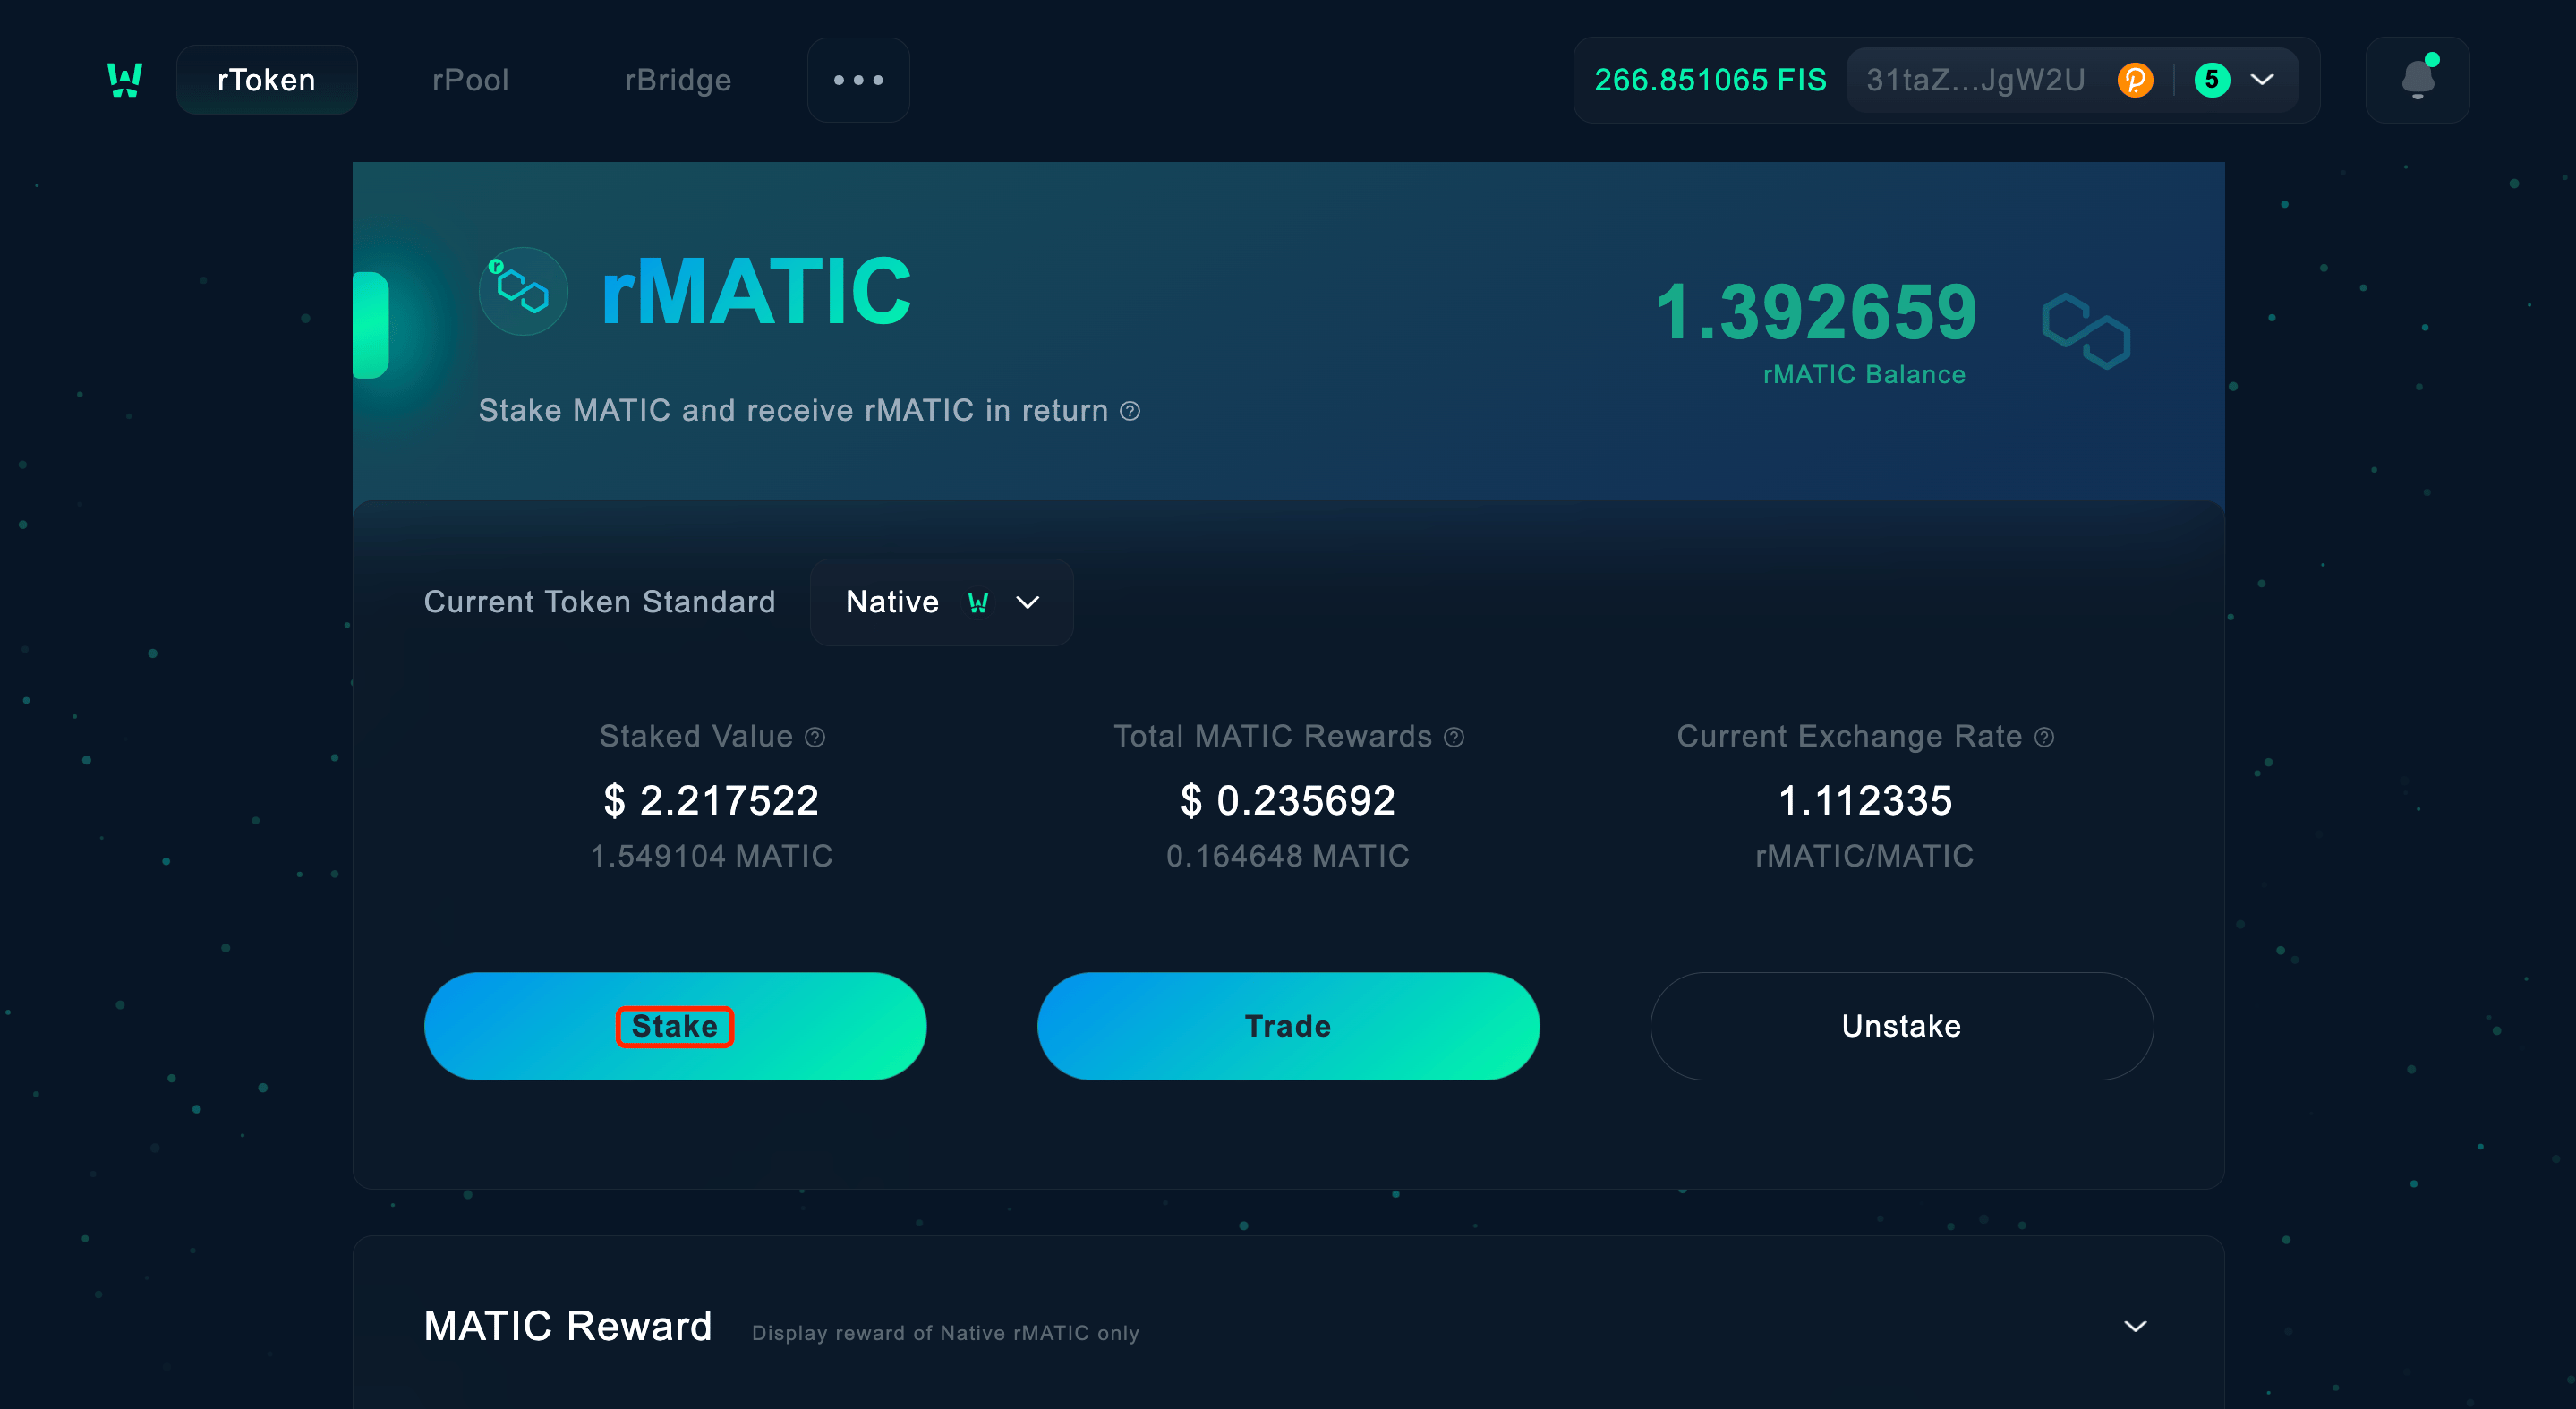 rToken rPool rBridge 266.851065 FIS 31taZ...JgW2U 5
rMATIC
1.392659
rMATIC Balance
Stake MATIC and receive rMATIC in return
Current Token Standard Native
Staked Value Total MATIC Rewards Current Exchange Rate
$ 2.217522 $ 0.235692 1.112335
1.549104 MATIC 0.164648 MATIC rMATIC/MATIC
Stake Trade Unstake
MATIC Reward Display reward of Native rMATIC only